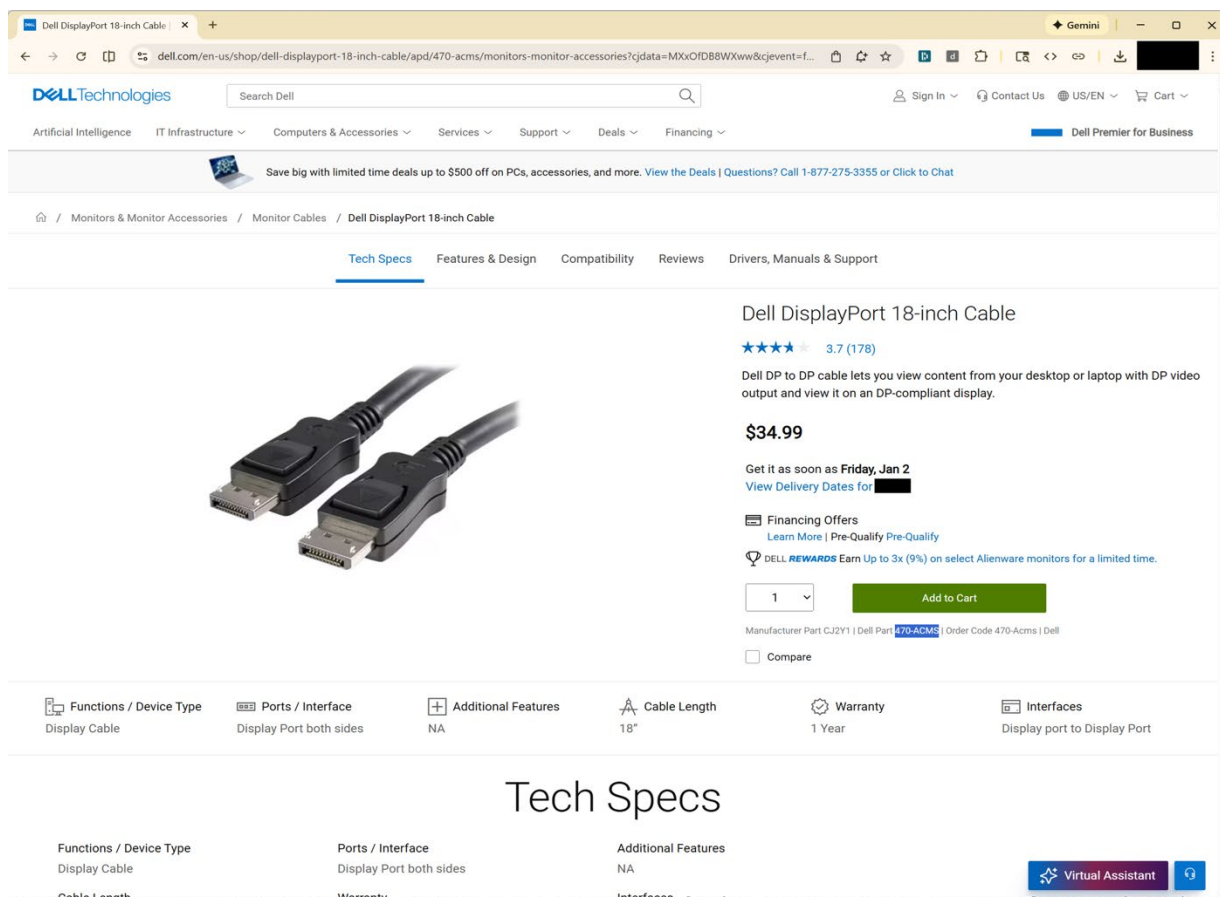 Dell DisplayPort 18-inch Cable |
Gemini
dell.com/en-us/shop/dell-displayport-18-inch-cable/apd/470-acms/monitors-monitor-accessories?cjdata=MXxOfDB8WXww&cjevent=f...
DELLTechnologies
Search Dell
Sign In
Contact Us
US/EN
Cart
Artificial Intelligence IT Infrastructure Computers & Accessories Services Support Deals Financing
Dell Premier for Business
Save big with limited time deals up to $500 off on PCs, accessories, and more. View the Deals | Questions? Call 1-877-275-3355 or Click to Chat
/ Monitors & Monitor Accessories / Monitor Cables / Dell DisplayPort 18-inch Cable
Tech Specs Features & Design Compatibility Reviews Drivers, Manuals & Support
Dell DisplayPort 18-inch Cable
3.7 (178)
Dell DP to DP cable lets you view content from your desktop or laptop with DP video
output and view it on an DP-compliant display.
$34.99
Get it as soon as Friday, Jan 2
View Delivery Dates for
Financing Offers
Learn More | Pre-Qualify Pre-Qualify
DELL REWARDS Earn Up to 3x (9%) on select Alienware monitors for a limited time.
1
Add to Cart
Manufacturer Part CJ2Y1 | Dell Part 470-ACMS | Order Code 470-Acms | Dell
Compare
Functions / Device Type Ports / Interface Additional Features Cable Length Warranty Interfaces
Display Cable Display Port both sides NA 18" 1 Year Display port to Display Port
Tech Specs
Functions / Device Type Ports / Interface Additional Features
Display Cable Display Port both sides NA
Virtual Assistant
Cable Length Warranty Interfaces